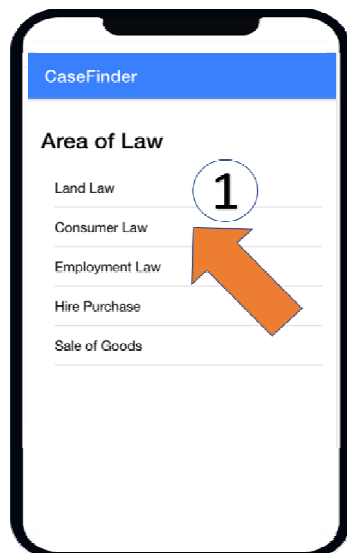 CaseFinder
Area of Law
Land Law
1
Consumer Law
Employment Law
Hire Purchase
Sale of Goods